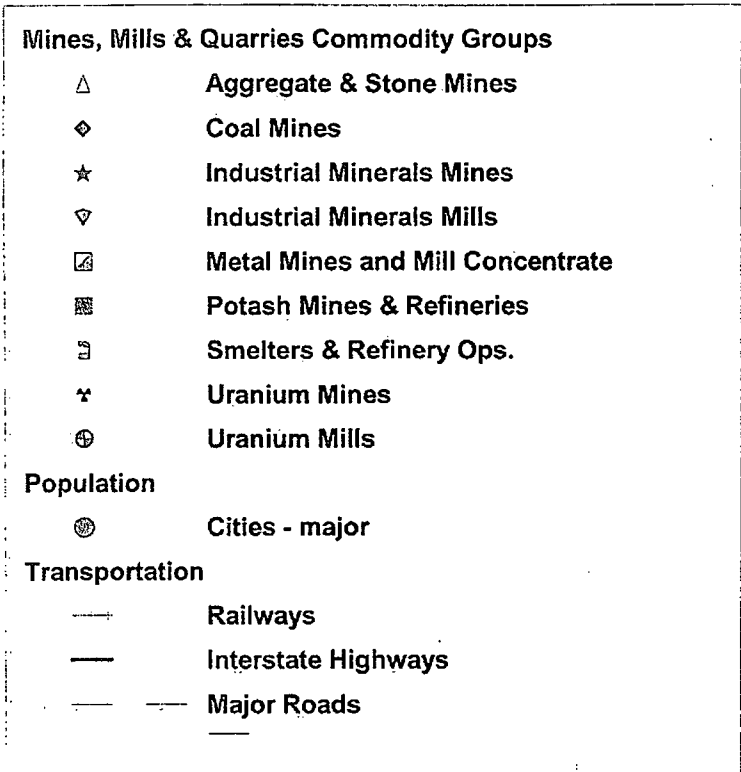 Mines, Mills & Quarries Commodity Groups
Aggregate & Stone Mines
Coal Mines
Industrial Minerals Mines
Industrial Minerals Mills
Metal Mines and Mill Concentrate
Potash Mines & Refineries
Smelters & Refinery Ops.
Uranium Mines
Uranium Mills
Population
Cities - major
Transportation
Railways
Interstate Highways
Major Roads